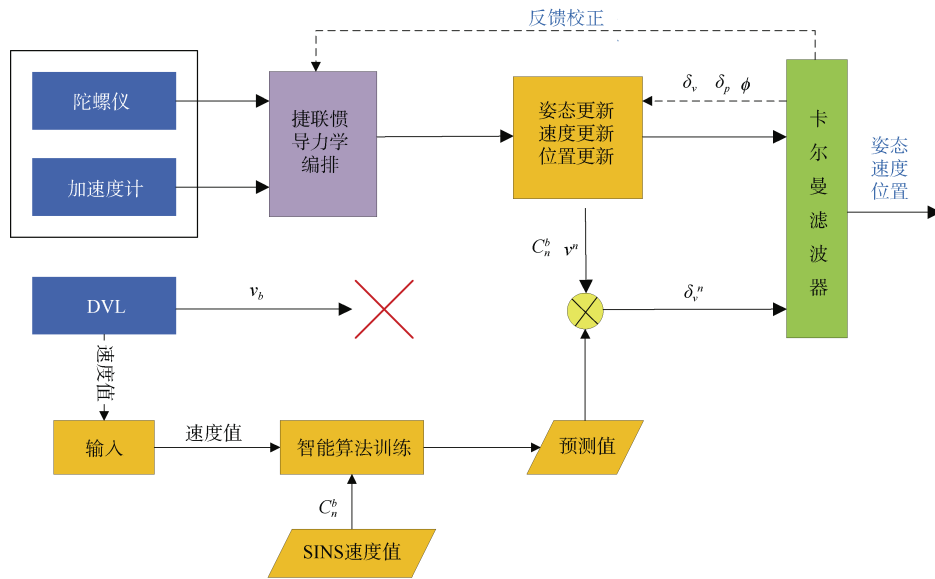 反馈校正
陀螺仪
加速度计
捷联惯
导力学
编排
姿态更新
速度更新
位置更新
δv δp ϕ
卡
尔
曼
滤
波
器
姿态
速度
位置
C_n^b v^n
DVL
v_b
δ_v^n
速度值
输入
速度值
智能算法训练
预测值
C_n^b
SINS速度值